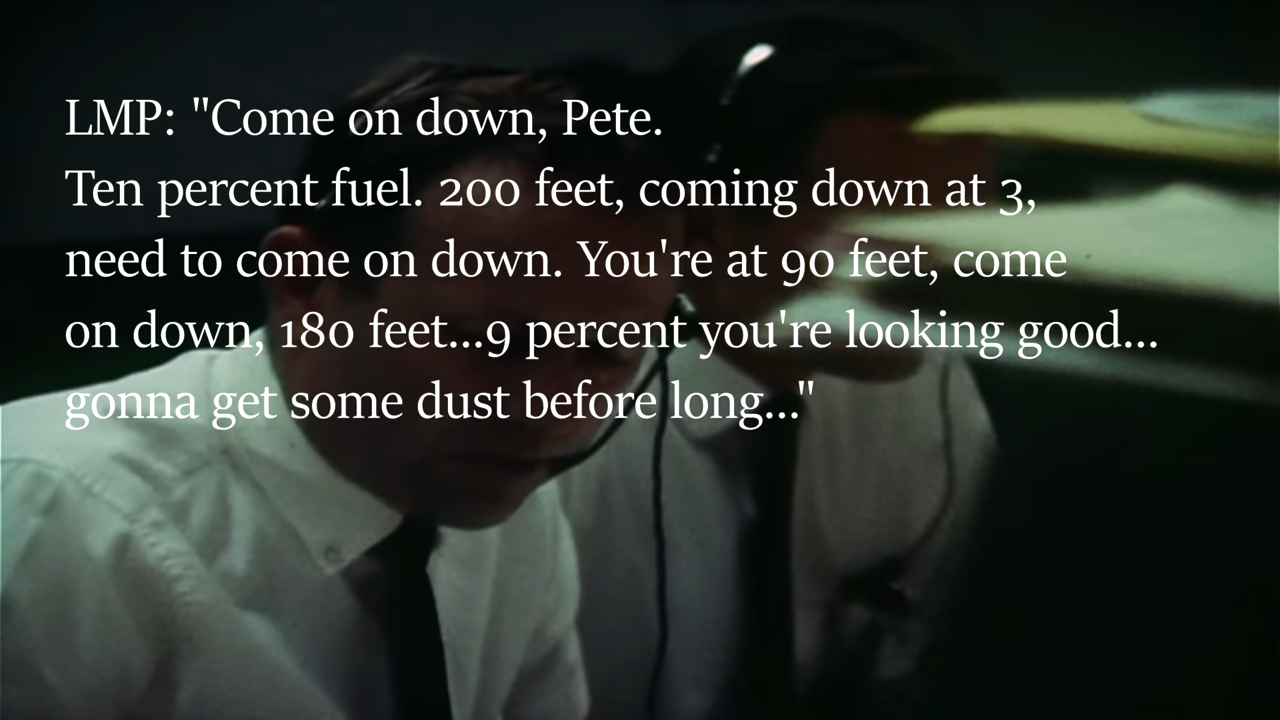 LMP: "Come on down, Pete.
Ten percent fuel. 200 feet, coming down at 3,
need to come on down. You're at 90 feet, come
on down, 180 feet...9 percent you're looking good...
gonna get some dust before long..."